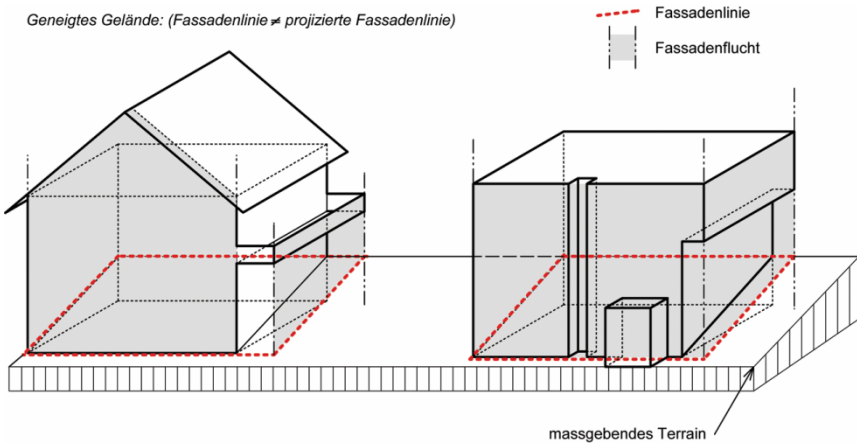 Geneigtes Gelände: (Fassadenlinie ≠ projizierte Fassadenlinie)
Fassadenlinie
Fassadenflucht
massgebendes Terrain